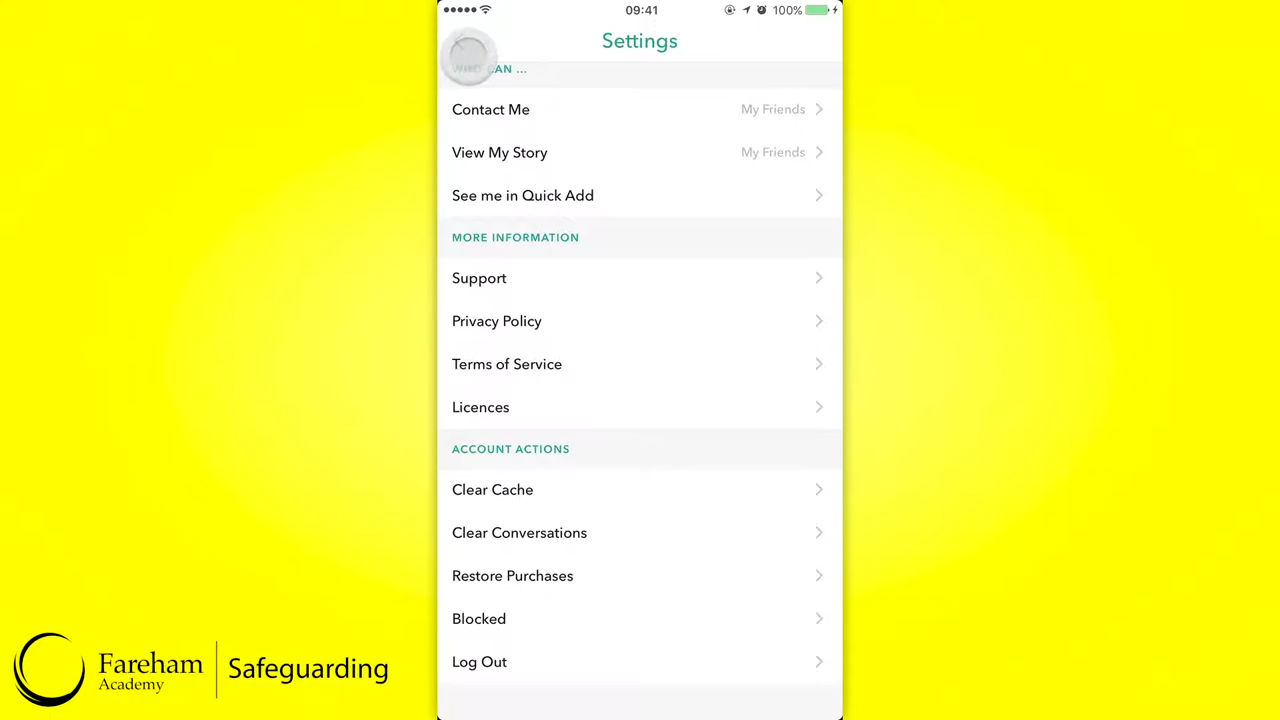 09:41
100%
Settings
WHO CAN ...
Contact Me
My Friends
View My Story
My Friends
See me in Quick Add
MORE INFORMATION
Support
Privacy Policy
Terms of Service
Licences
ACCOUNT ACTIONS
Clear Cache
Clear Conversations
Restore Purchases
Blocked
Log Out
Fareham
Academy
Safeguarding